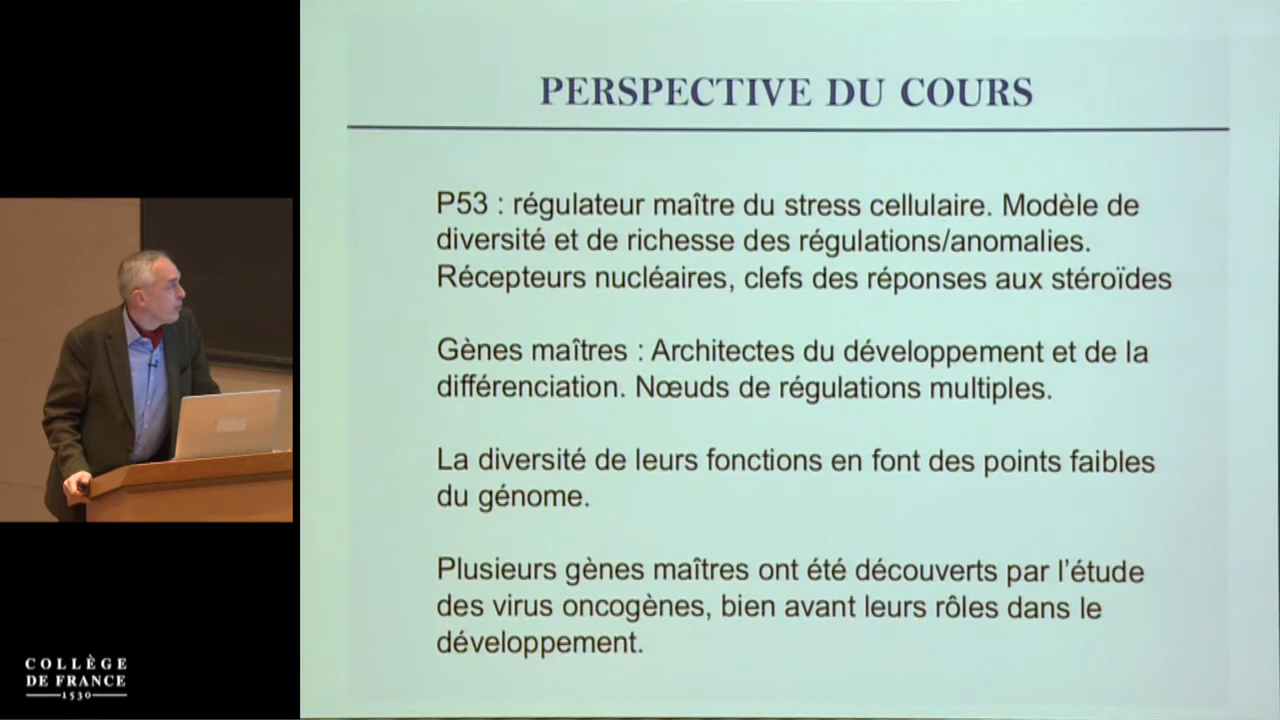 PERSPECTIVE DU COURS
P53 : régulateur maître du stress cellulaire. Modèle de
diversité et de richesse des régulations/anomalies.
Récepteurs nucléaires, clefs des réponses aux stéroïdes
Gènes maîtres : Architectes du développement et de la
différenciation. Nœuds de régulations multiples.
La diversité de leurs fonctions en font des points faibles
du génome.
Plusieurs gènes maîtres ont été découverts par l'étude
des virus oncogènes, bien avant leurs rôles dans le
développement.
COLLÈGE
DE FRANCE
1530